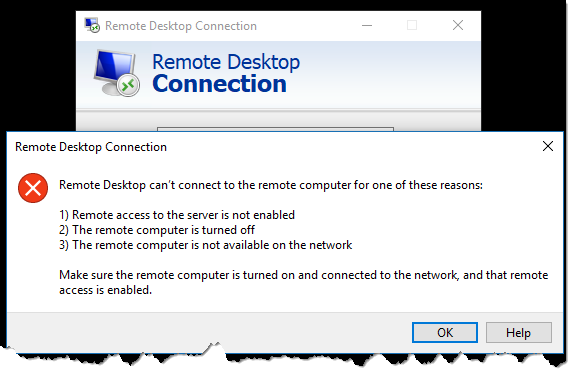 Remote Desktop Connection
Remote Desktop
Connection
Remote Desktop Connection
Remote Desktop can't connect to the remote computer for one of these reasons:
1) Remote access to the server is not enabled
2) The remote computer is turned off
3) The remote computer is not available on the network
Make sure the remote computer is turned on and connected to the network, and that remote
access is enabled.
OK
Help